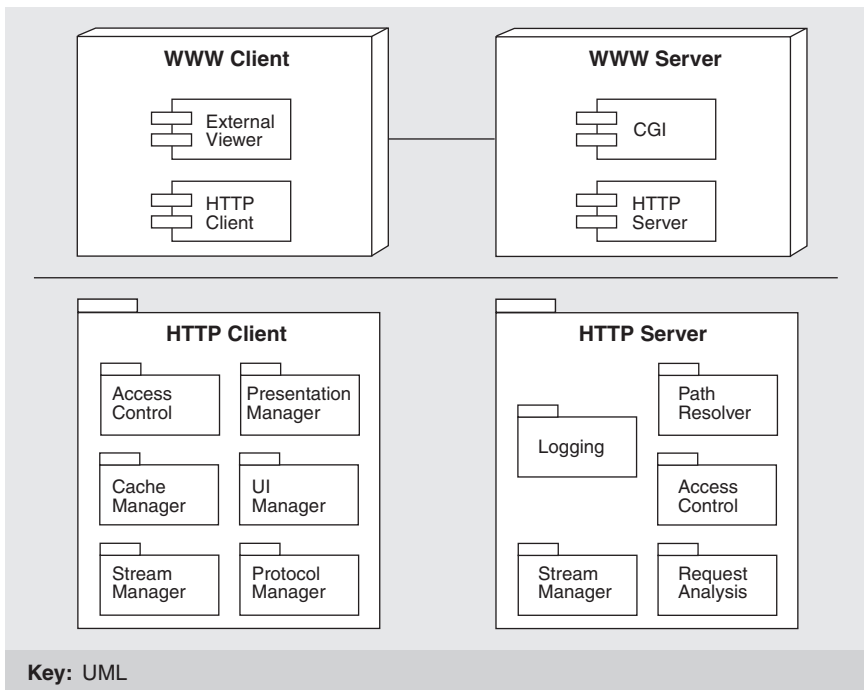 WWW Client
External
Viewer
HTTP
Client
WWW Server
CGI
HTTP
Server
HTTP Client
Access
Control
Presentation
Manager
Cache
Manager
UI
Manager
Stream
Manager
Protocol
Manager
HTTP Server
Logging
Path
Resolver
Access
Control
Stream
Manager
Request
Analysis
Key: UML